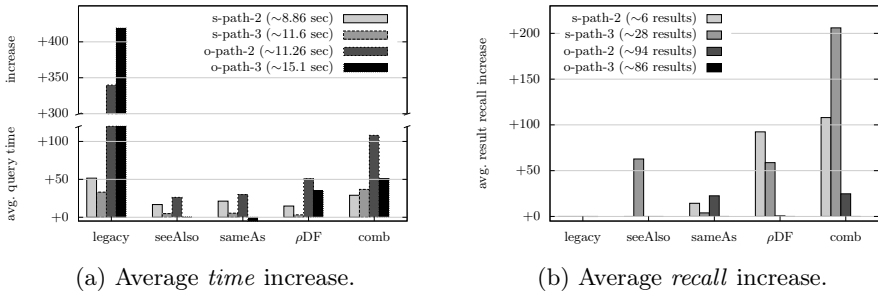 avg. query time increase
+400
+350
+300
+100
+50
+0
s-path-2 (~8.86 sec)
s-path-3 (~11.6 sec)
o-path-2 (~11.26 sec)
o-path-3 (~15.1 sec)
legacy seeAlso sameAs ρDF comb
(a) Average time increase.
avg. result recall increase
+200
+150
+100
+50
+0
s-path-2 (~6 results)
s-path-3 (~28 results)
o-path-2 (~94 results)
o-path-3 (~86 results)
legacy seeAlso sameAs ρDF comb
(b) Average recall increase.